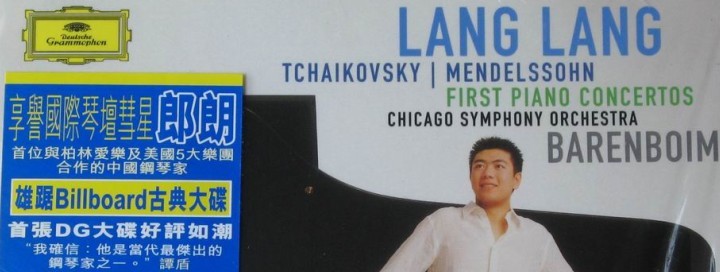 Deutsche
Grammophon
LANG LANG
TCHAIKOVSKY | MENDELSSOHN
FIRST PIANO CONCERTOS
CHICAGO SYMPHONY ORCHESTRA
BARENBOIM
享譽國際琴壇彗星郎朗
首位與柏林愛樂及美國5大樂團
合作的中國鋼琴家
雄踞Billboard古典大碟
首張DG大碟好評如潮
“我確信：他是當代最傑出的
鋼琴家之一。”譚盾